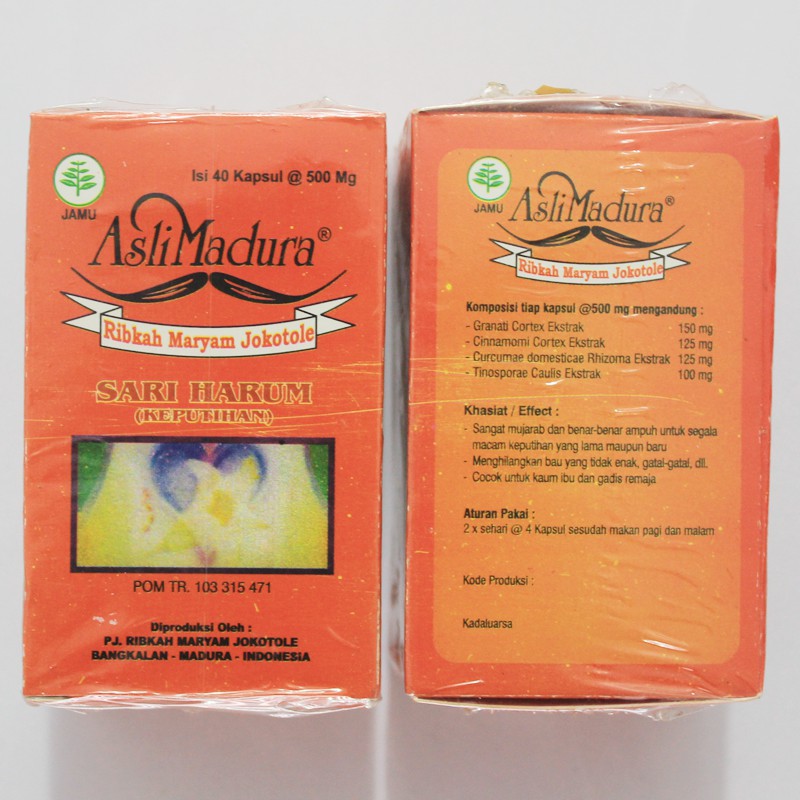 JAMU
Isi 40 Kapsul @ 500 Mg
AsliMadura®
Ribkah Maryam Jokotole
SARI HARUM
(KEPUTIHAN)
POM TR. 103 315 471
Diproduksi Oleh :
PJ. RIBKAH MARYAM JOKOTOLE
BANGKALAN - MADURA - INDONESIA
JAMU
AsliMadura®
Ribkah Maryam Jokotole
Komposisi tiap kapsul @500 mg mengandung :
- Granati Cortex Ekstrak 150 mg
- Cinnamomi Cortex Ekstrak 125 mg
- Curcumae domesticae Rhizoma Ekstrak 125 mg
- Tinosporae Caulis Ekstrak 100 mg
Khasiat / Effect :
- Sangat mujarab dan benar-benar ampuh untuk segala
macam keputihan yang lama maupun baru
- Menghilangkan bau yang tidak enak, gatal-gatal, dll.
- Cocok untuk kaum ibu dan gadis remaja
Aturan Pakai :
2 x sehari @ 4 Kapsul sesudah makan pagi dan malam
Kode Produksi :
Kadaluarsa